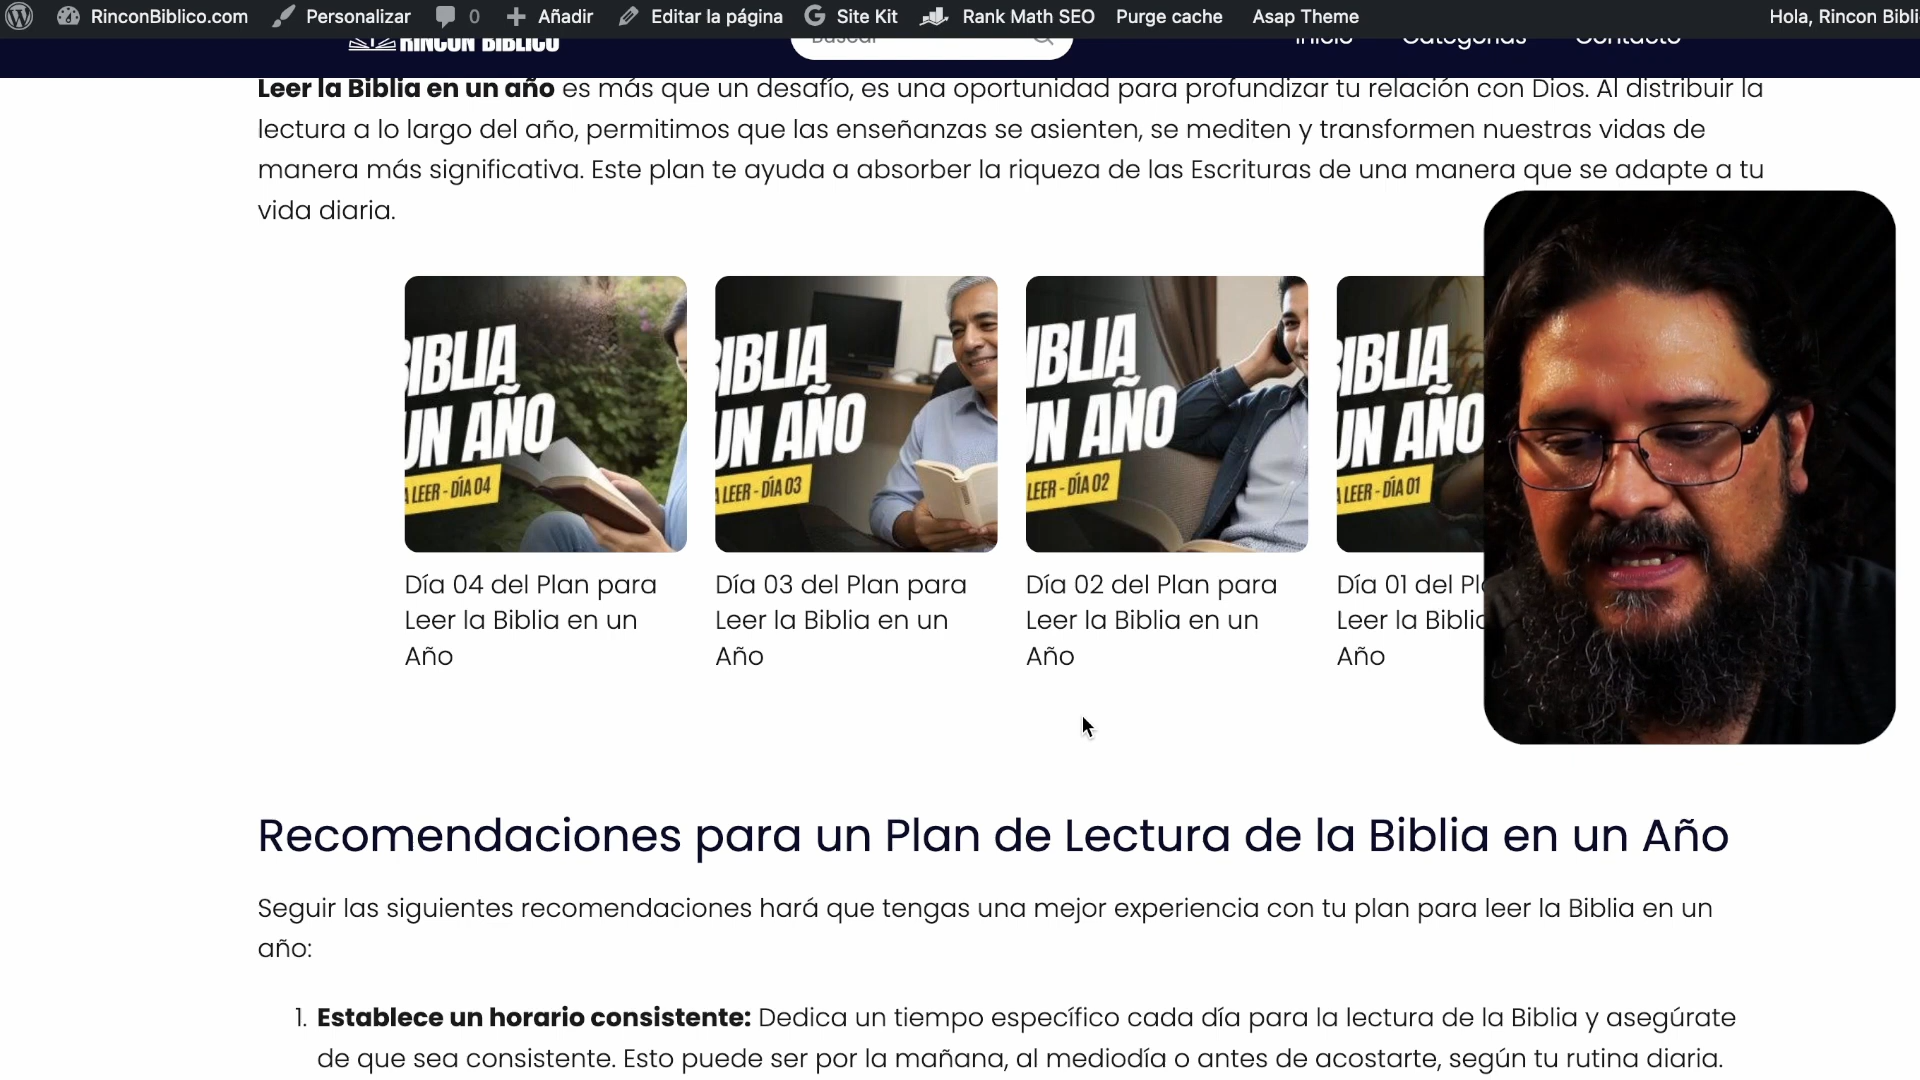 RinconBiblico.com Personalizar 0 Añadir Editar la página Site Kit Rank Math SEO Purge cache Asap Theme Hola, Rincon Bibli
RINCON BIBLICO Buscar Inicio Categorías Contacto
Leer la Biblia en un año es más que un desafío, es una oportunidad para profundizar tu relación con Dios. Al distribuir la
lectura a lo largo del año, permitimos que las enseñanzas se asienten, se mediten y transformen nuestras vidas de
manera más significativa. Este plan te ayuda a absorber la riqueza de las Escrituras de una manera que se adapte a tu
vida diaria.
BIBLIA
UN AÑO
A LEER - DÍA 04
BIBLIA
UN AÑO
A LEER - DÍA 03
IBLIA
N AÑO
LEER - DÍA 02
BIBLIA
UN AÑO
A LEER - DÍA 01
Día 04 del Plan para
Leer la Biblia en un
Año
Día 03 del Plan para
Leer la Biblia en un
Año
Día 02 del Plan para
Leer la Biblia en un
Año
Día 01 del Pl
Leer la Biblic
Año
Recomendaciones para un Plan de Lectura de la Biblia en un Año
Seguir las siguientes recomendaciones hará que tengas una mejor experiencia con tu plan para leer la Biblia en un
año:
1. Establece un horario consistente: Dedica un tiempo específico cada día para la lectura de la Biblia y asegúrate
de que sea consistente. Esto puede ser por la mañana, al mediodía o antes de acostarte, según tu rutina diaria.